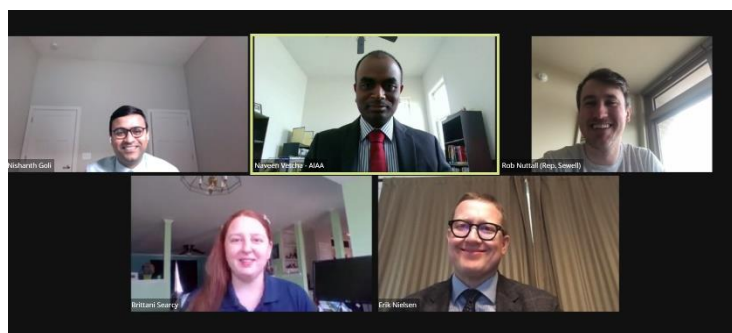 Nishanth Goli
Naveen Vetcha - AIAA
Rob Nuttall (Rep. Sewell)
Brittani Searcy
Erik Nielsen